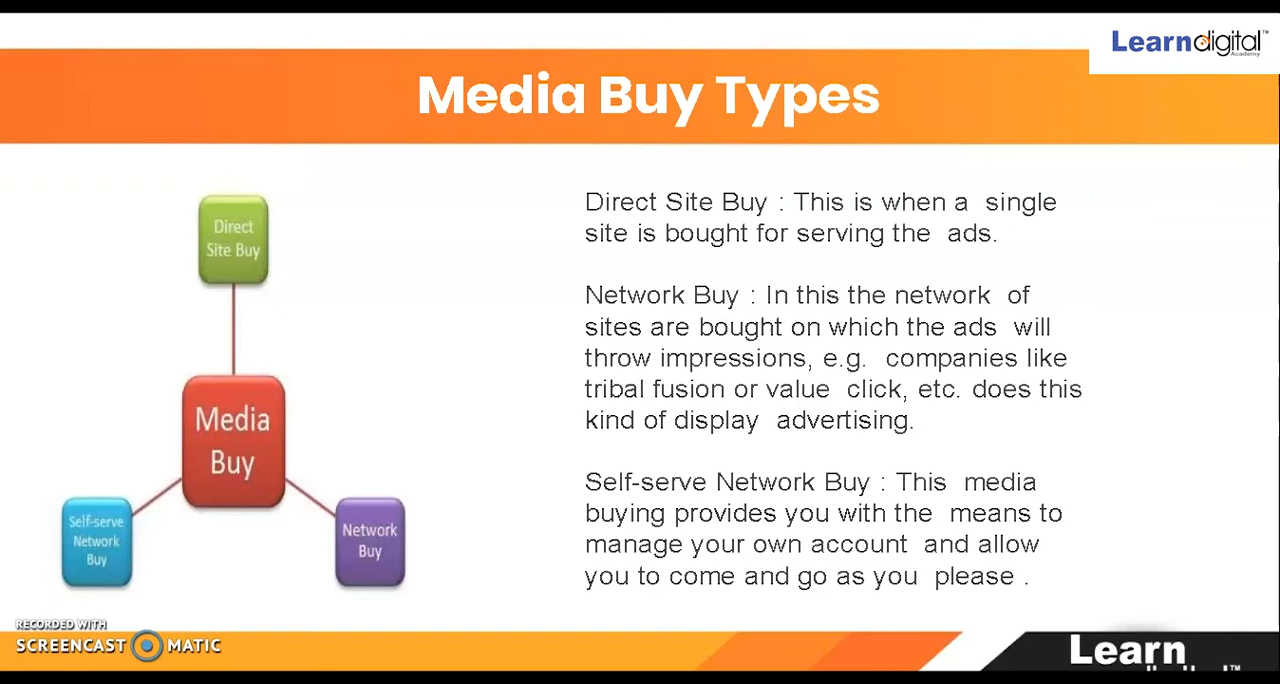 Learndigital™
Academy
Media Buy Types
Direct
Site Buy
Media
Buy
Self-serve
Network
Buy
Network
Buy
Direct Site Buy : This is when a single
site is bought for serving the ads.
Network Buy : In this the network of
sites are bought on which the ads will
throw impressions, e.g. companies like
tribal fusion or value click, etc. does this
kind of display advertising.
Self-serve Network Buy : This media
buying provides you with the means to
manage your own account and allow
you to come and go as you please .
RECORDED WITH
SCREENCAST MATIC
Learn